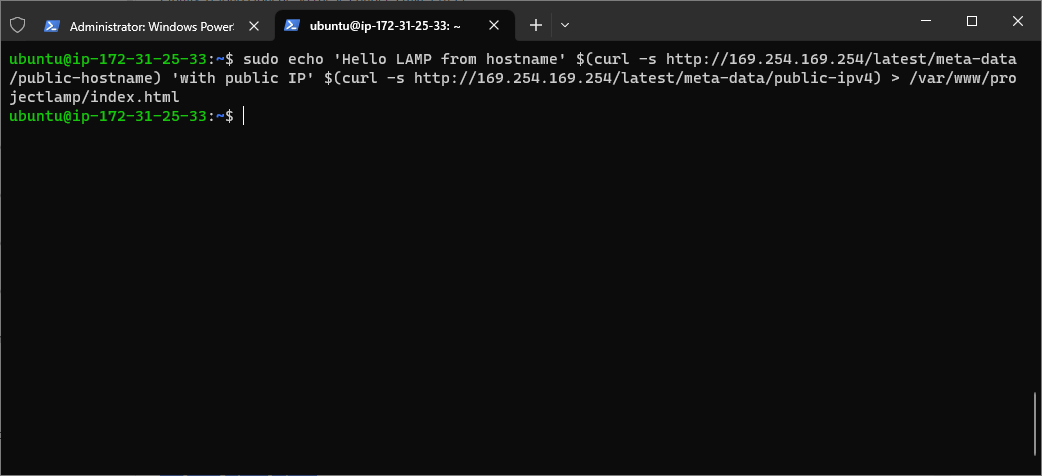 Administrator: Windows PowerS
ubuntu@ip-172-31-25-33: ~
ubuntu@ip-172-31-25-33:~$ sudo echo 'Hello LAMP from hostname' $(curl -s http://169.254.169.254/latest/meta-data
/public-hostname) 'with public IP' $(curl -s http://169.254.169.254/latest/meta-data/public-ipv4) > /var/www/pro
jectlamp/index.html
ubuntu@ip-172-31-25-33:~$